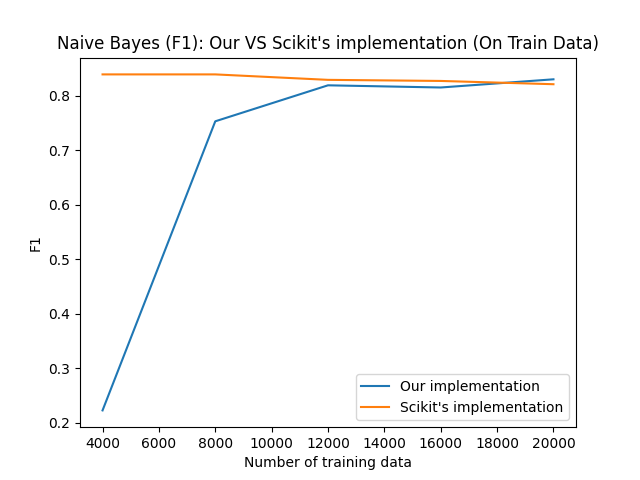 Naive Bayes (F1): Our VS Scikit's implementation (On Train Data)
0.8
0.7
0.6
0.5
0.4
0.3
0.2
F1
Our implementation
Scikit's implementation
4000 6000 8000 10000 12000 14000 16000 18000 20000
Number of training data